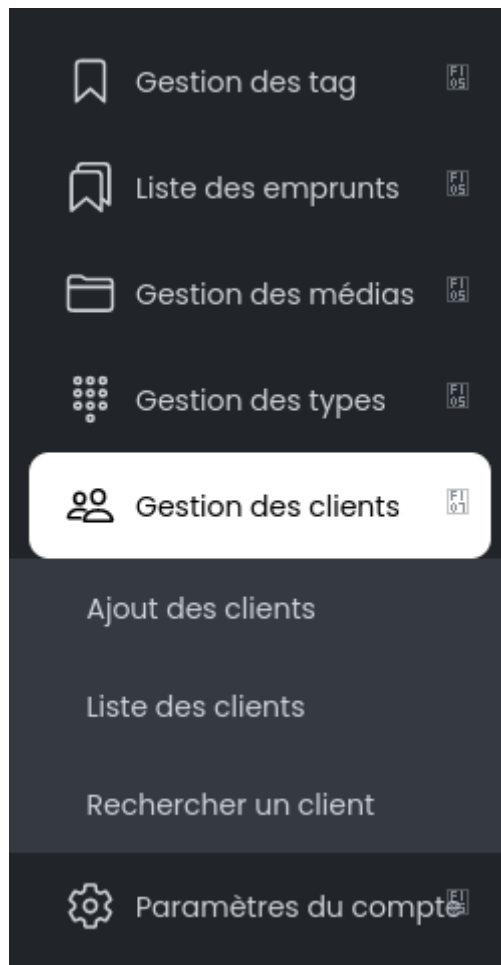 Gestion des tag
Liste des emprunts
Gestion des médias
Gestion des types
Gestion des clients
Ajout des clients
Liste des clients
Rechercher un client
Paramètres du compte